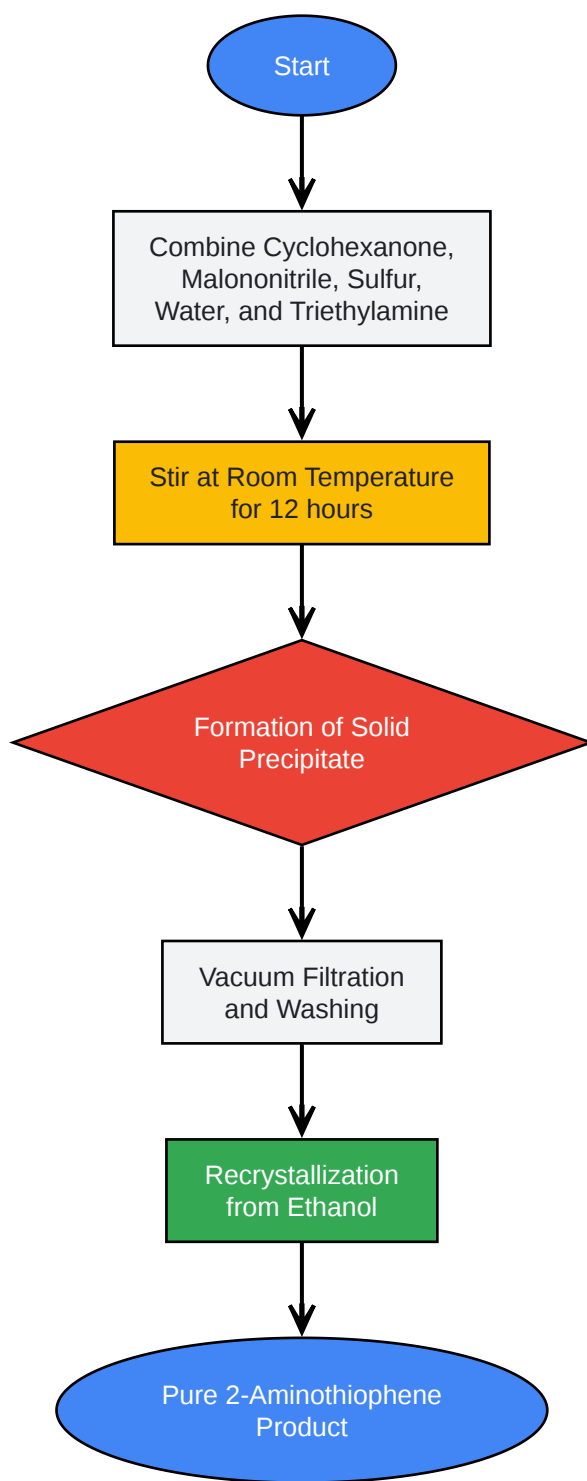 Start
Combine Cyclohexanone,
Malononitrile, Sulfur,
Water, and Triethylamine
Stir at Room Temperature
for 12 hours
Formation of Solid
Precipitate
Vacuum Filtration
and Washing
Recrystallization
from Ethanol
Pure 2-Aminothiophene
Product